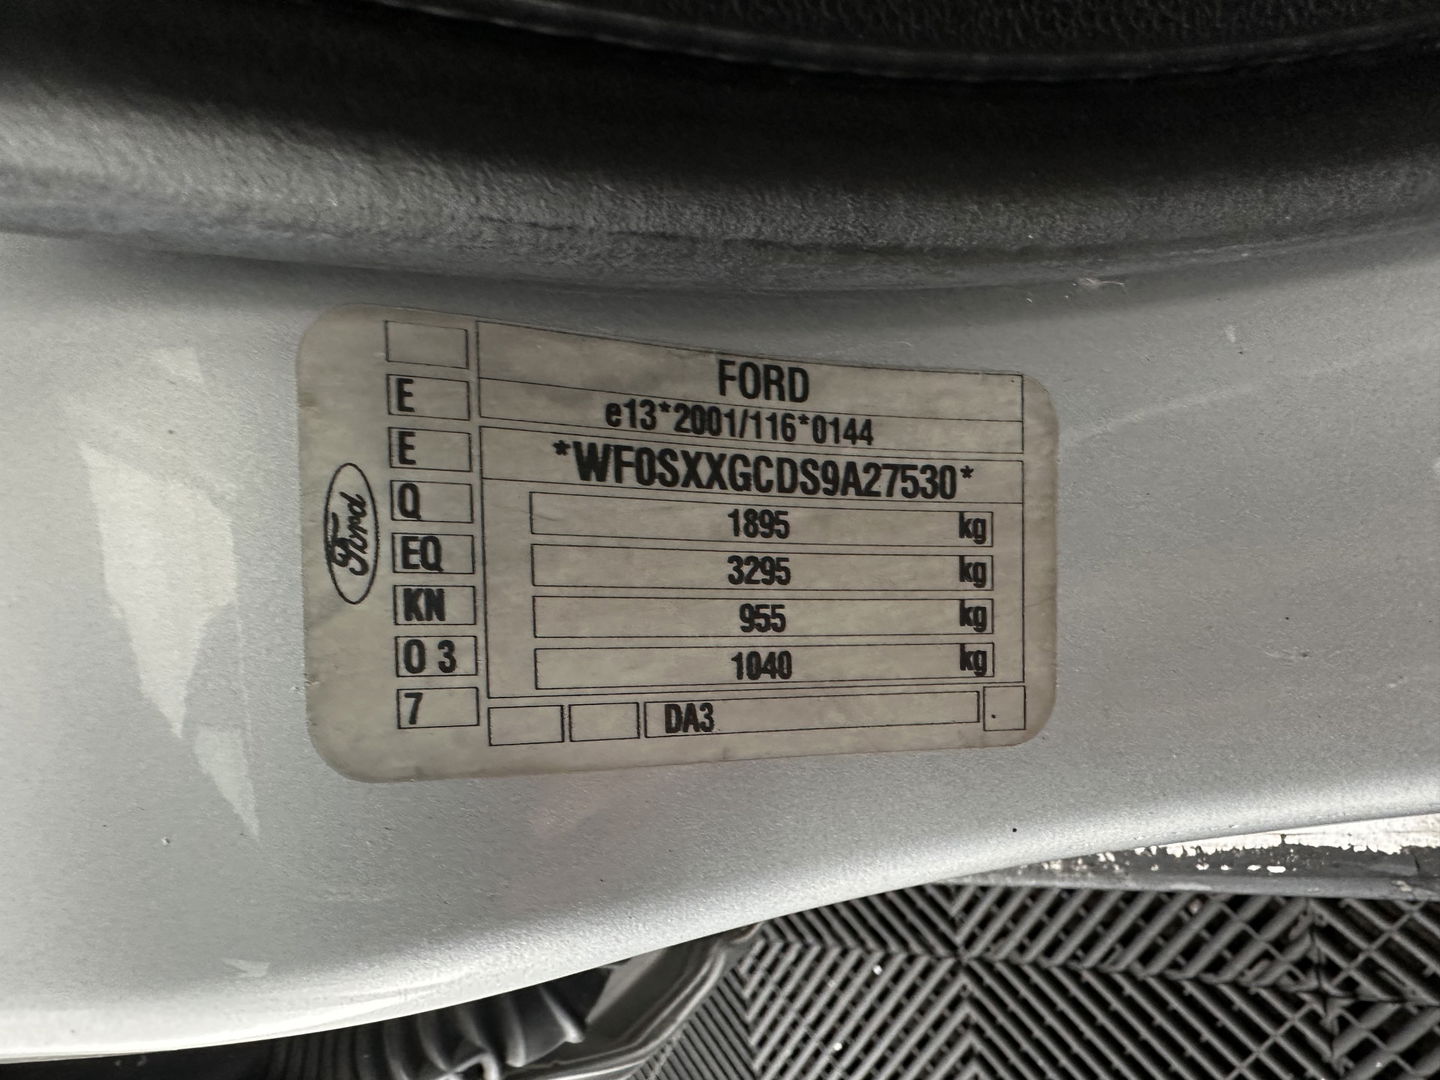 FORD
e13*2001/116*0144
*WF0SXXGCDS9A27530*
1895 kg
3295 kg
955 kg
1040 kg
DA3
E
E
Q
EQ
KN
0 3
7
Ford